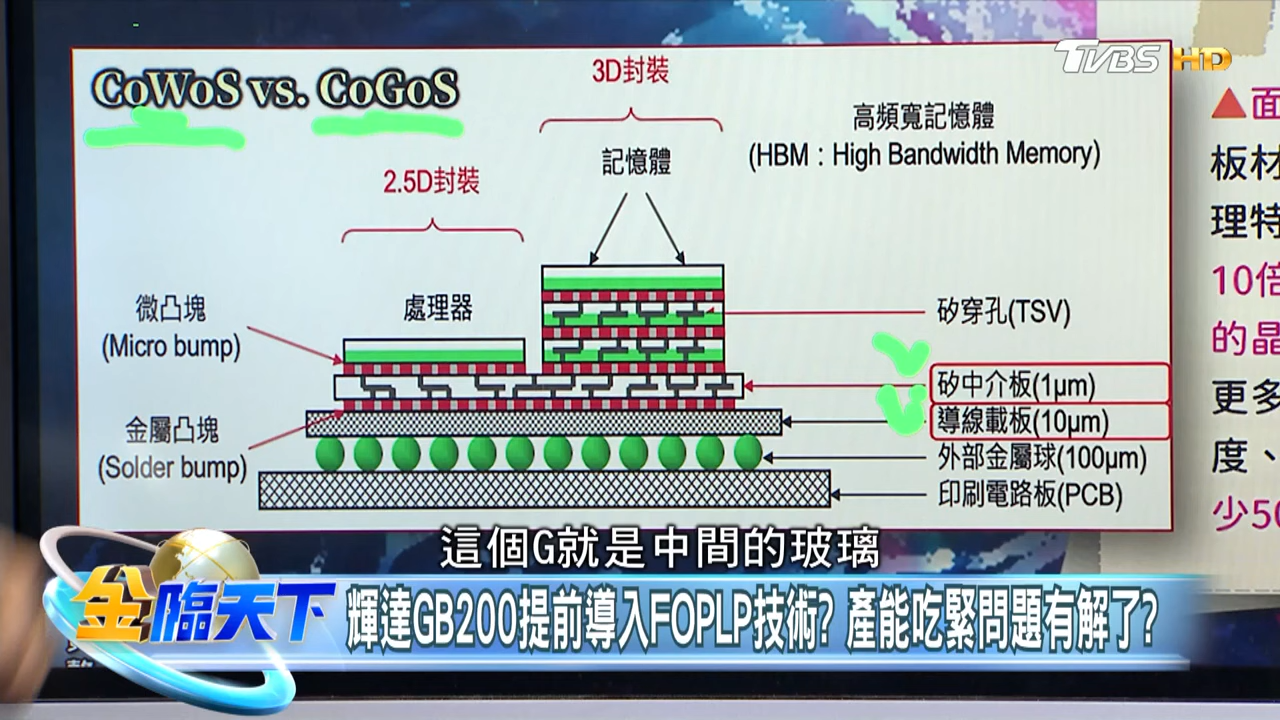 TVBS HD
CoWoS vs. CoGoS
3D封裝
高頻寬記憶體
(HBM：High Bandwidth Memory)
記憶體
2.5D封裝
微凸塊
(Micro bump)
處理器
矽穿孔(TSV)
矽中介板(1μm)
金屬凸塊
(Solder bump)
導線載板(10μm)
外部金屬球(100μm)
印刷電路板(PCB)
▲面
板材
理特
10倍
的晶
更多
度、
少50
這個G就是中間的玻璃
金臨天下
輝達GB200提前導入FOPLP技術? 產能吃緊問題有解了?